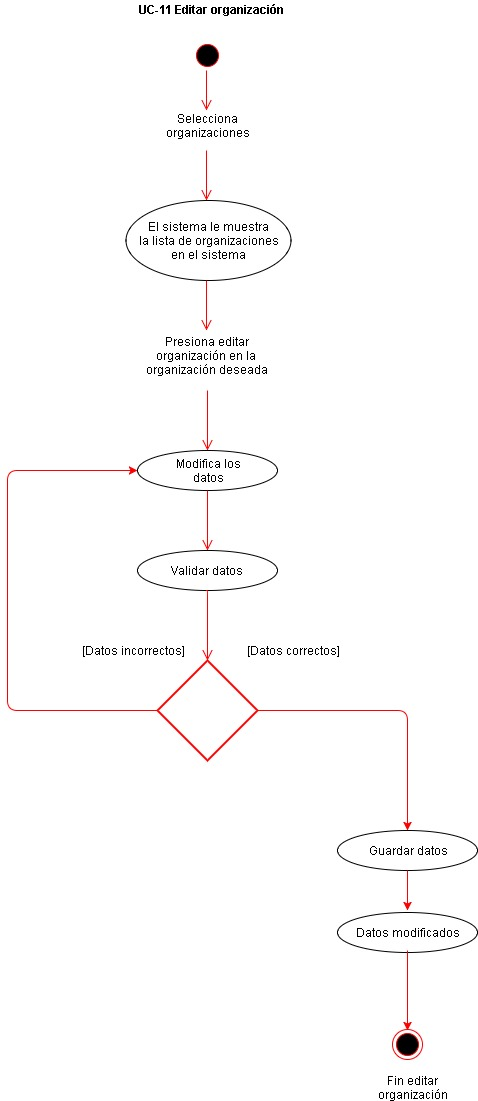 UC-11 Editar organización
Selecciona
organizaciones
El sistema le muestra
la lista de organizaciones
en el sistema
Presiona editar
organización en la
organización deseada
Modifica los
datos
Validar datos
[Datos incorrectos]
[Datos correctos]
Guardar datos
Datos modificados
Fin editar
organización